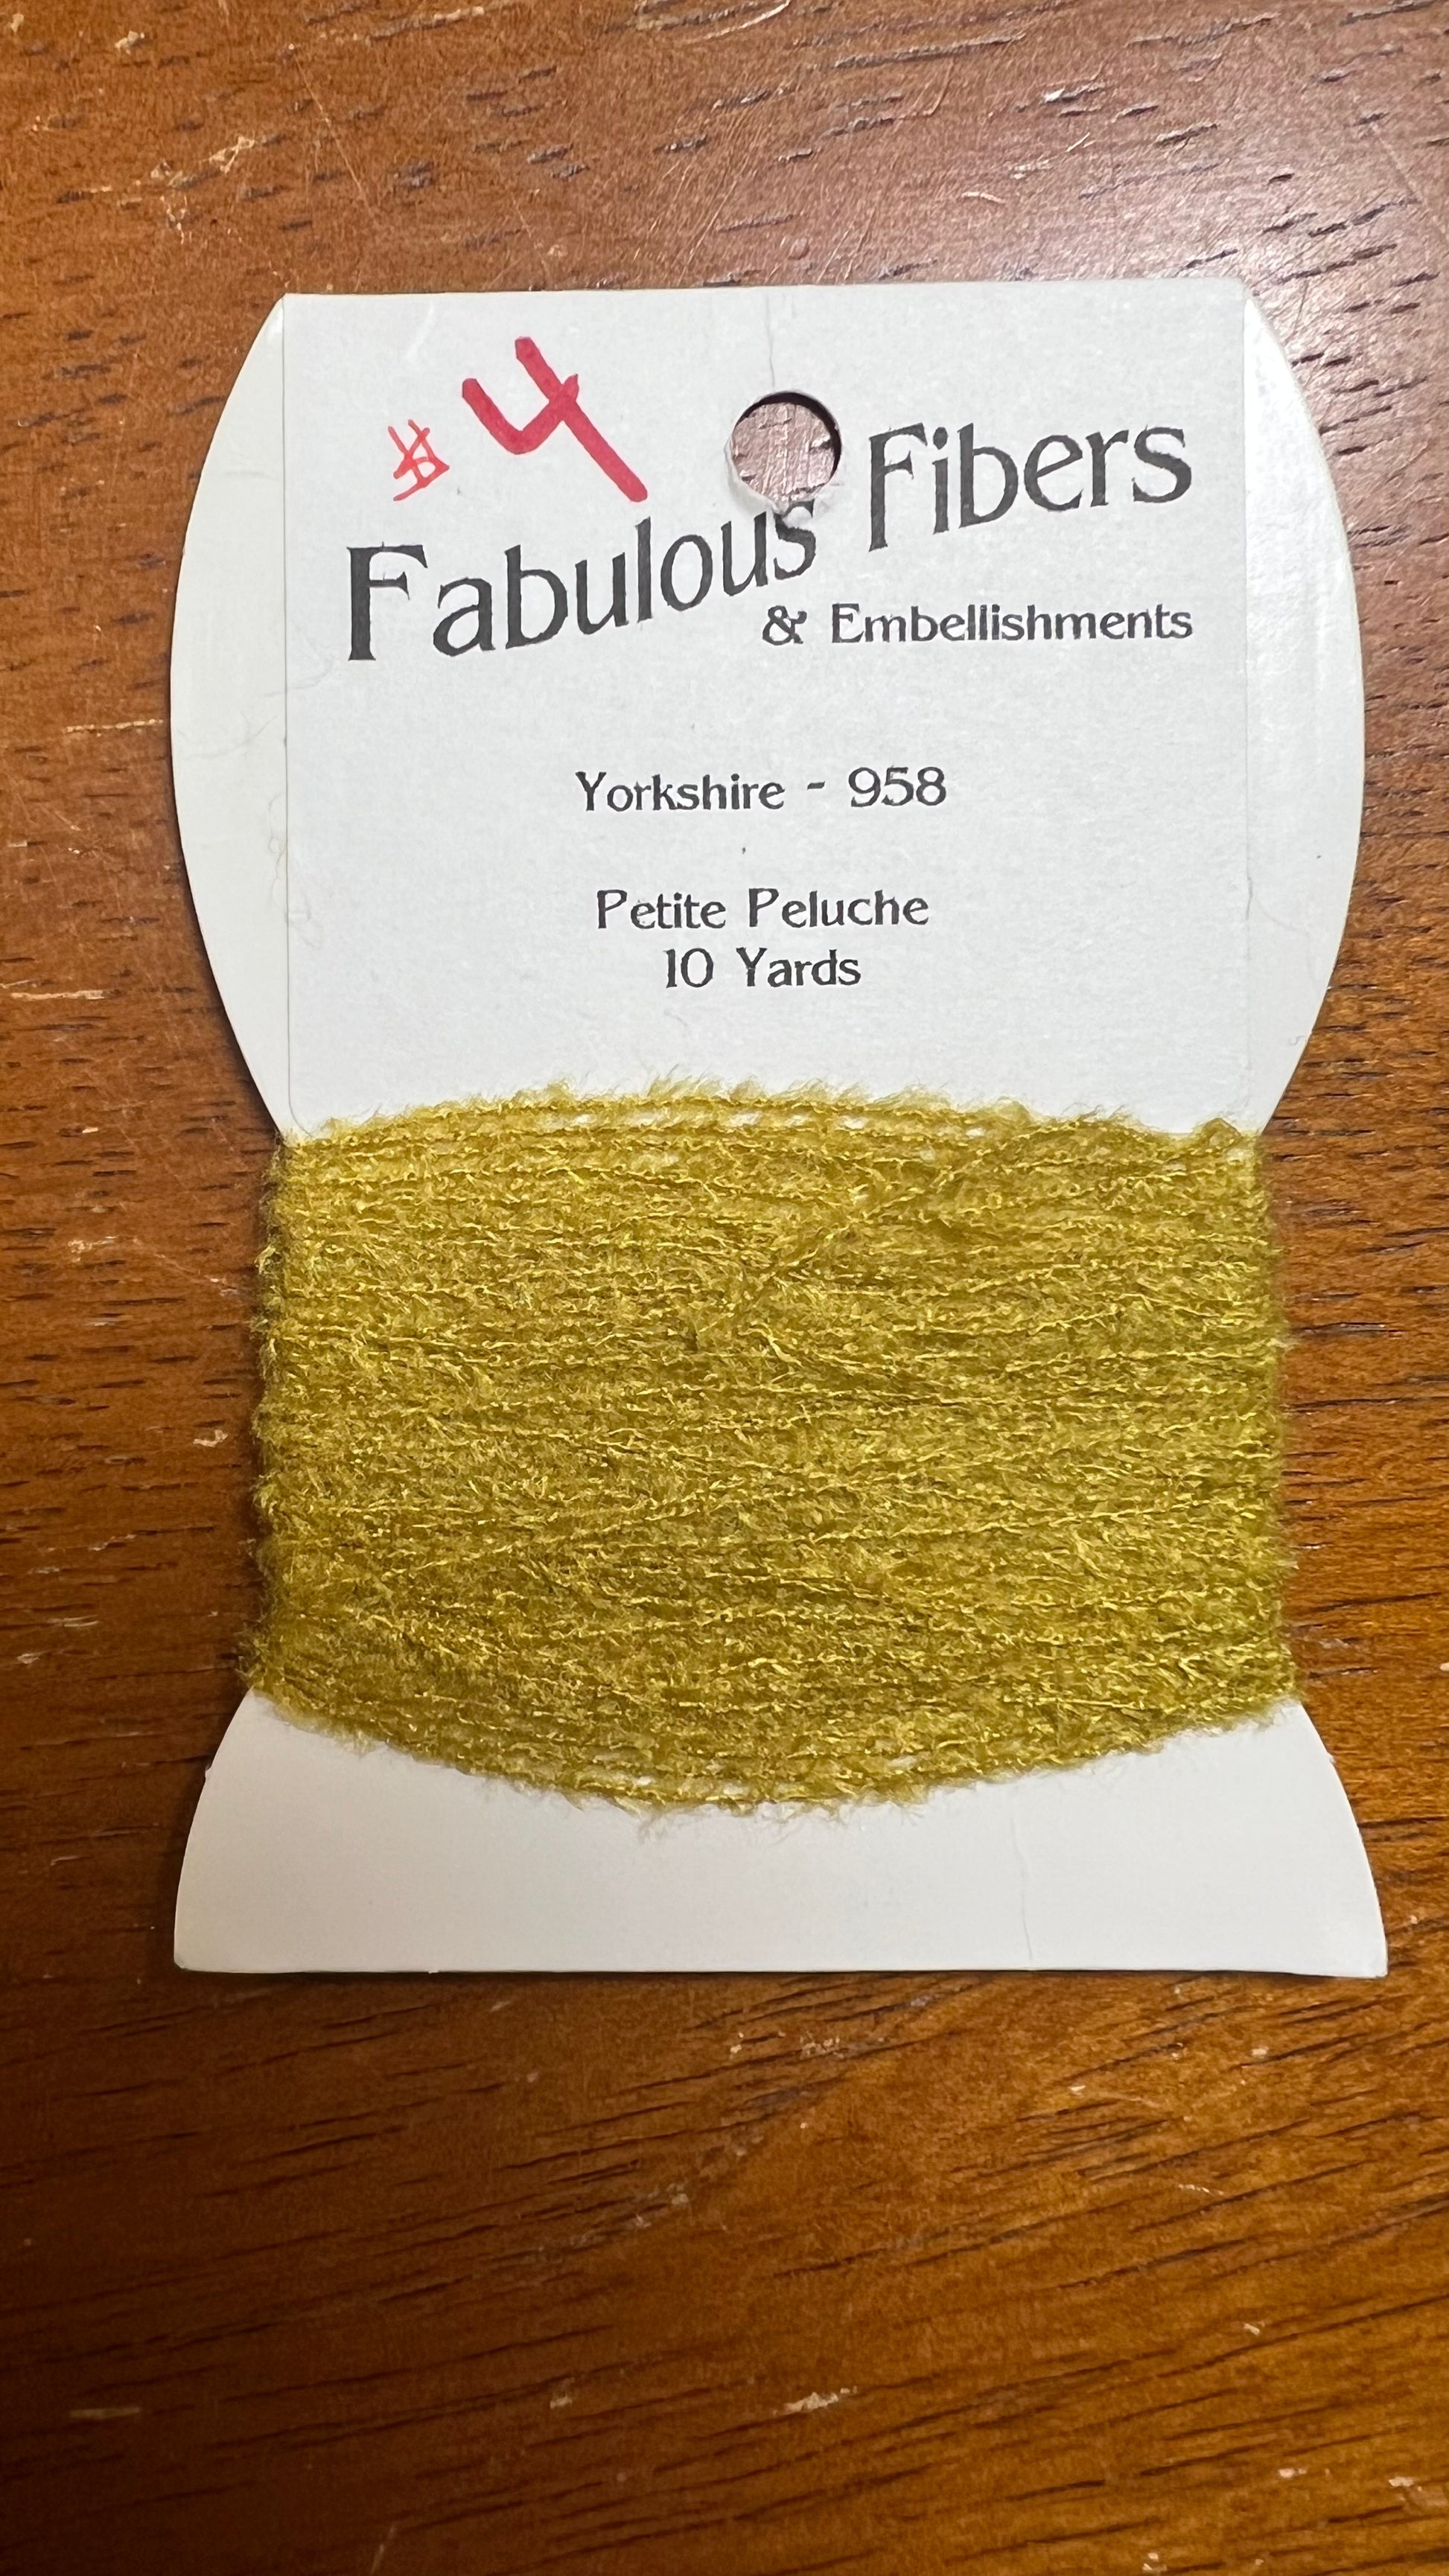 #4
Fabulous Fibers
& Embellishments
Yorkshire - 958
Petite Peluche
10 Yards